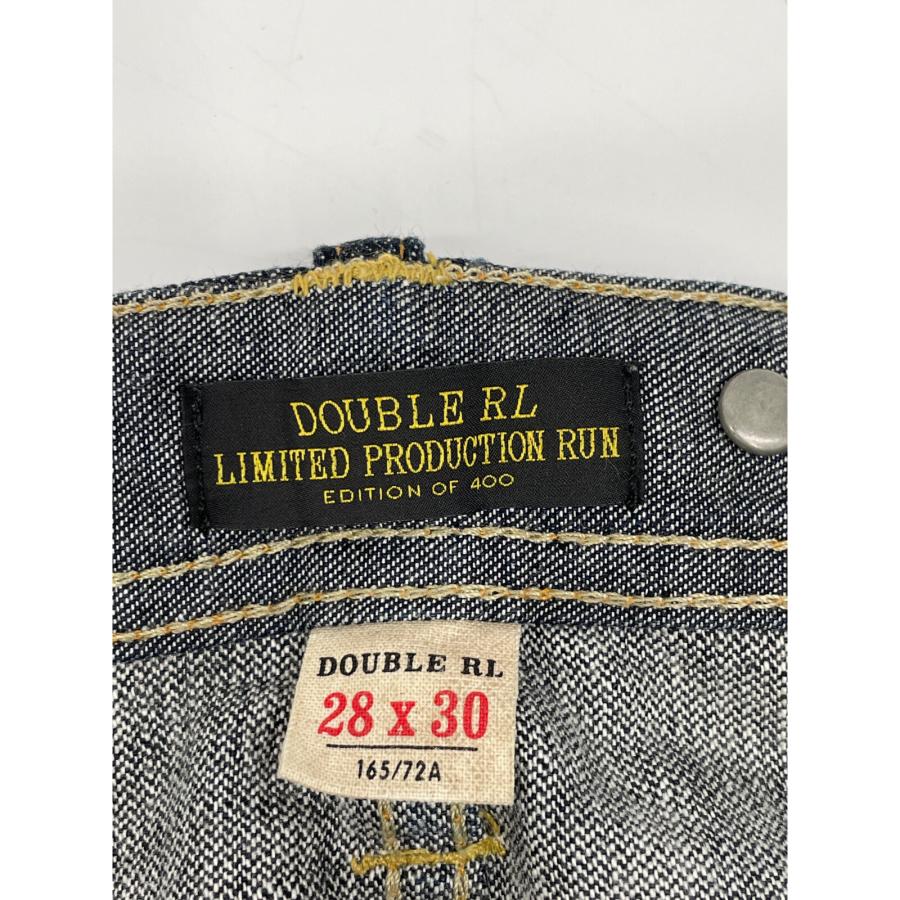 DOUBLE RL
LIMITED PRODUCTION RUN
EDITION OF 400
DOUBLE RL
28 x 30
165/72A